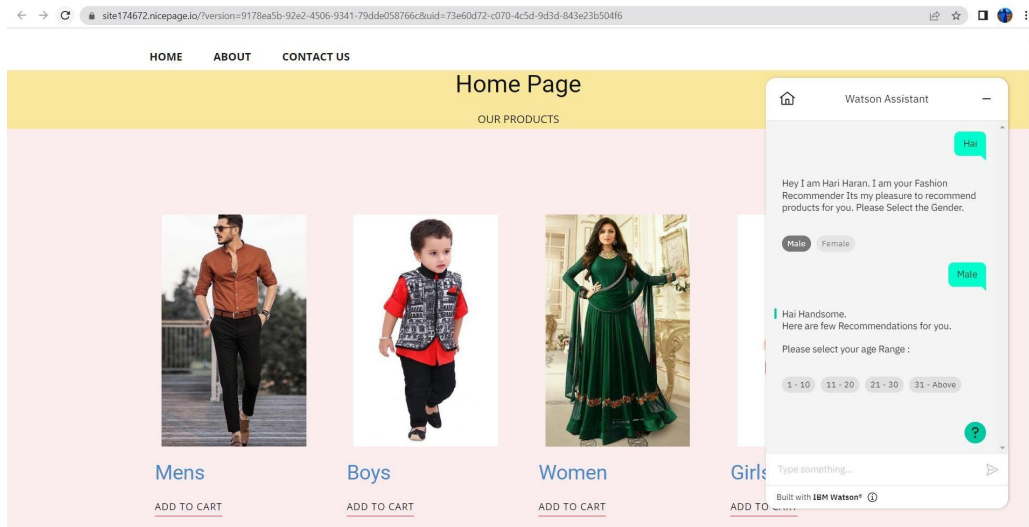 site174672.nicepage.io/?version=9178ea5b-92e2-4506-9341-79dde058766c&uid=73e60d72-c070-4c5d-9d3d-843e23b504f6
HOME ABOUT CONTACT US
Home Page
OUR PRODUCTS
Mens
ADD TO CART
Boys
ADD TO CART
Women
ADD TO CART
Girls
ADD TO
Watson Assistant
Hai
Hey I am Hari Haran. I am your Fashion
Recommender Its my pleasure to recommend
products for you. Please Select the Gender.
Male Female
Male
Hai Handsome.
Here are few Recommendations for you.
Please select your age Range :
1 - 10 11 - 20 21 - 30 31 - Above
?
Type something...
Built with IBM Watson®